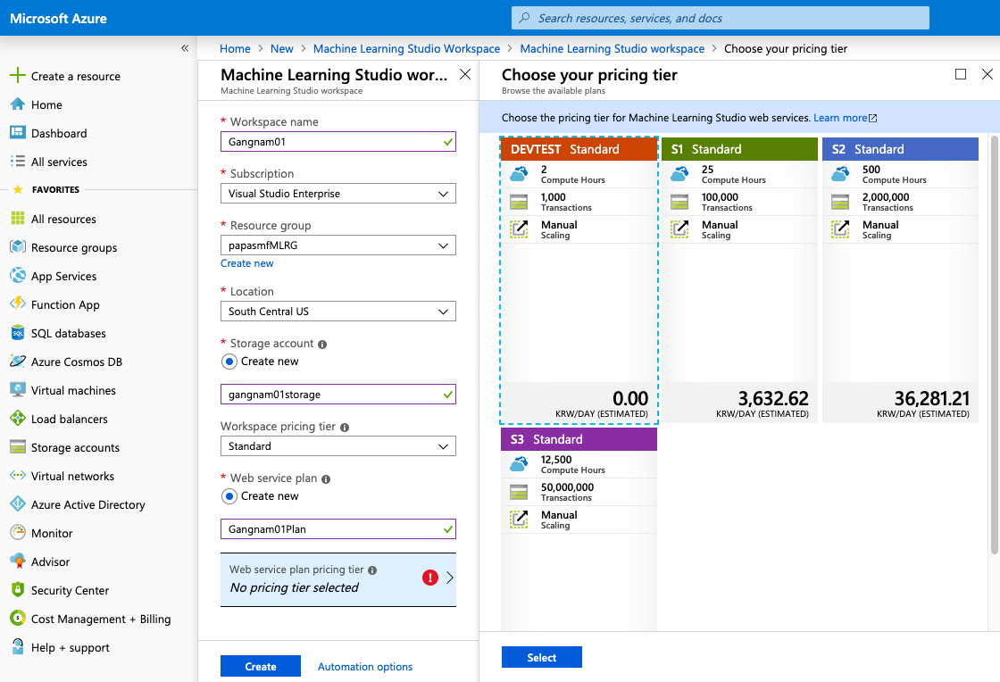 Microsoft Azure
Search resources, services, and docs
«
Create a resource
Home
Dashboard
All services
FAVORITES
All resources
Resource groups
App Services
Function App
SQL databases
Azure Cosmos DB
Virtual machines
Load balancers
Storage accounts
Virtual networks
Azure Active Directory
Monitor
Advisor
Security Center
Cost Management + Billing
Help + support
Home > New > Machine Learning Studio Workspace > Machine Learning Studio workspace > Choose your pricing tier
Machine Learning Studio wor...
Machine Learning Studio workspace
* Workspace name
Gangnam01
* Subscription
Visual Studio Enterprise
* Resource group
papasmfMLRG
Create new
* Location
South Central US
* Storage account
Create new
gangnam01storage
Workspace pricing tier
Standard
* Web service plan
Create new
Gangnam01Plan
Web service plan pricing tier
No pricing tier selected
Create
Automation options
Choose your pricing tier
Browse the available plans
Choose the pricing tier for Machine Learning Studio web services. Learn more
DEVTEST Standard
2
Compute Hours
1,000
Transactions
Manual
Scaling
0.00
KRW/DAY (ESTIMATED)
S1 Standard
25
Compute Hours
100,000
Transactions
Manual
Scaling
3,632.62
KRW/DAY (ESTIMATED)
S2 Standard
500
Compute Hours
2,000,000
Transactions
Manual
Scaling
36,281.21
KRW/DAY (ESTIMATED)
S3 Standard
12,500
Compute Hours
50,000,000
Transactions
Manual
Scaling
Select